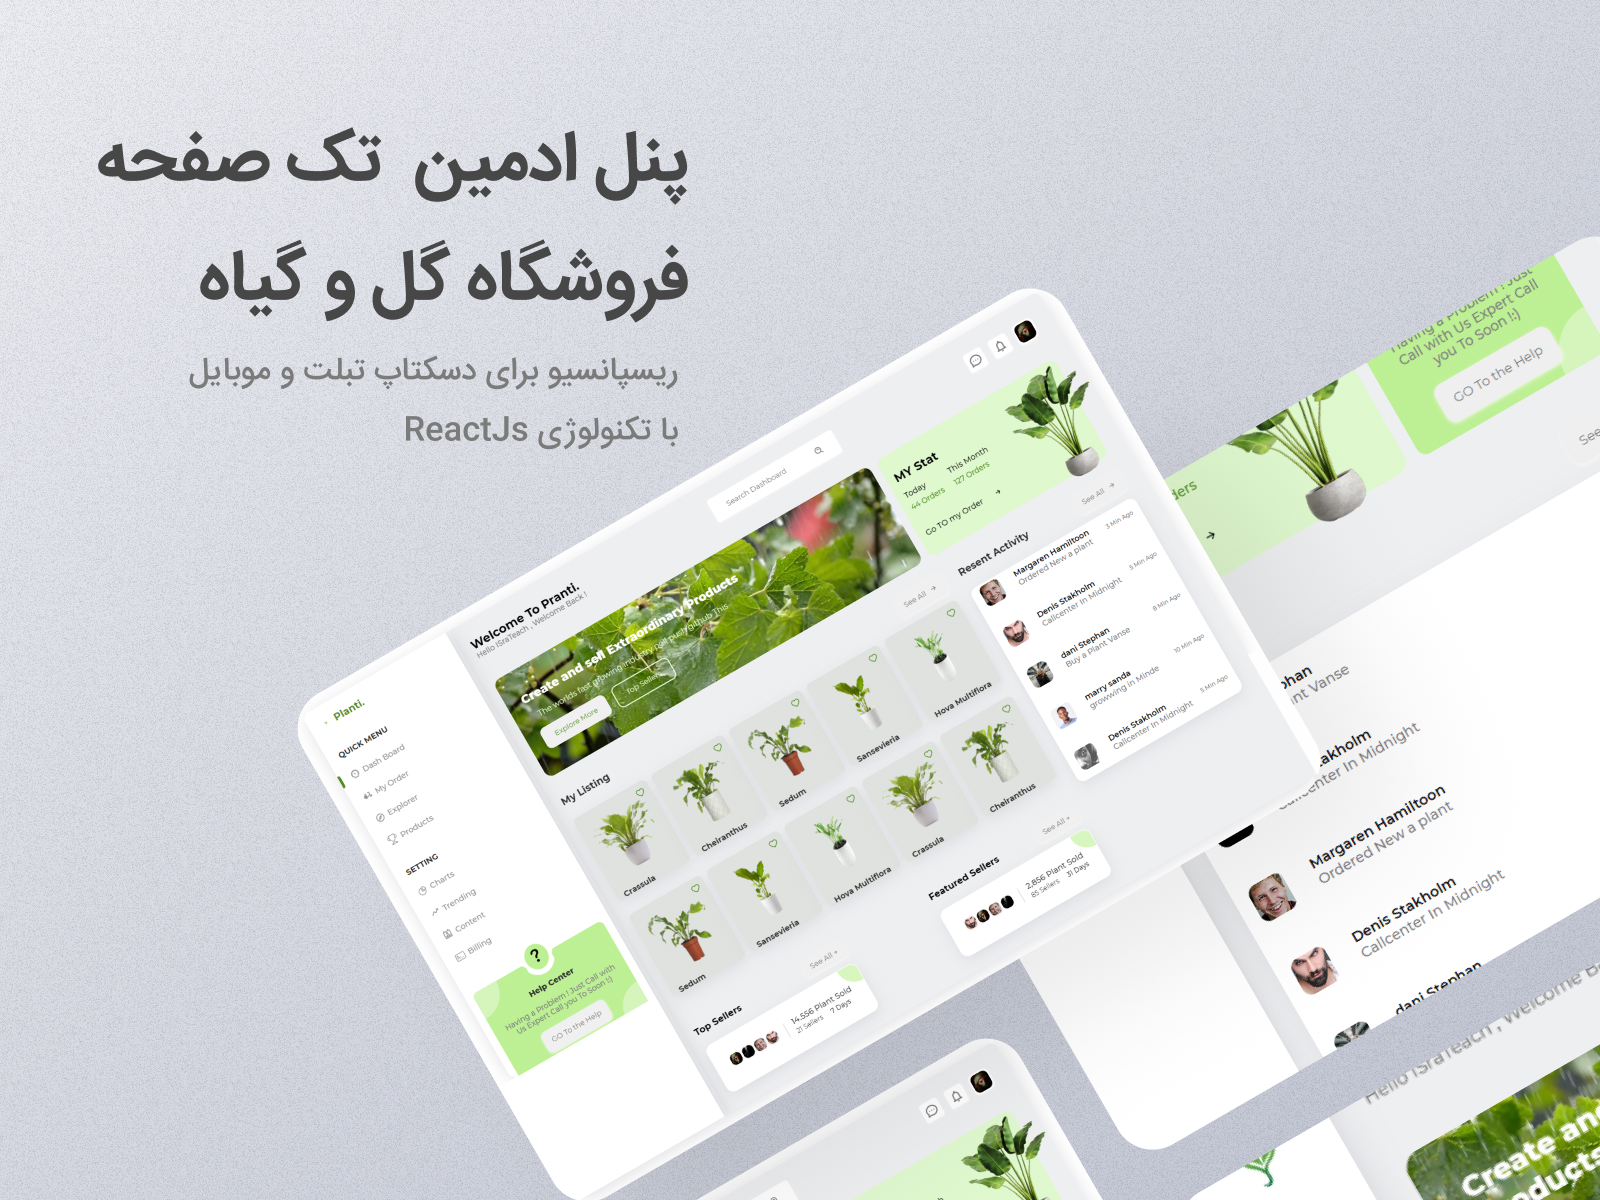 پنل ادمین تک صفحه
فروشگاه گل و گیاه
ریسپانسیو برای دسکتاپ تبلت و موبایل
با تکنولوژی ReactJs
Planti.
QUICK MENU
Dash Board
My Order
Explorer
Products
SETTING
Charts
Trending
Content
Billing
?
Help Center
Having a Problem ! Just Call with
Us Expert Call you To Soon !:)
GO To the Help
Welcome To Pranti.
Hello ISraTeach , Welcome Back !
Search Dashboard
Create and sell Extraordinary Products
The worlds fast growing industry
This
Explore More
Top Sellers
My Listing
See All
Crassula
Cheiranthus
Sedum
Sansevieria
Hova Multiflora
Sedum
Sansevieria
Hova Multiflora
Crassula
Cheiranthus
Top Sellers
See All
14,556 Plant Sold
21 Sellers 7 Days
Featured Sellers
See All
2,856 Plant Sold
85 Sellers 31 Days
MY Stat
Today This Month
44 Orders 127 Orders
Go TO my Order
Resent Activity
See All
Margaren Hamiltoon
Ordered New a plant
3 Min Ago
Denis Stakholm
Callcenter In Midnight
5 Min Ago
dani Stephan
Buy a Plant Vanse
8 Min Ago
marry sanda
growwing in Minde
10 Min Ago
Denis Stakholm
Callcenter In Midnight
5 Min Ago
Having a Problem ! Just
Call with Us Expert Call
you To Soon !:)
GO To the Help
See
ders
phan
nt Vanse
takholm
Callcenter In Midnight
Margaren Hamiltoon
Ordered New a plant
Denis Stakholm
Callcenter In Midnight
dani Stephan
Hello ISraTeach , Welcome Ba
Create and
oducts